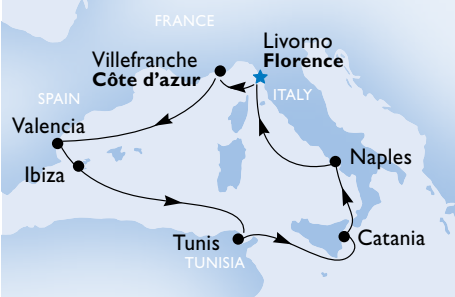 FRANCE
Villefranche
Côte d'azur
Livorno
Florence
SPAIN
ITALY
Valencia
Ibiza
Naples
Tunis
TUNISIA
Catania